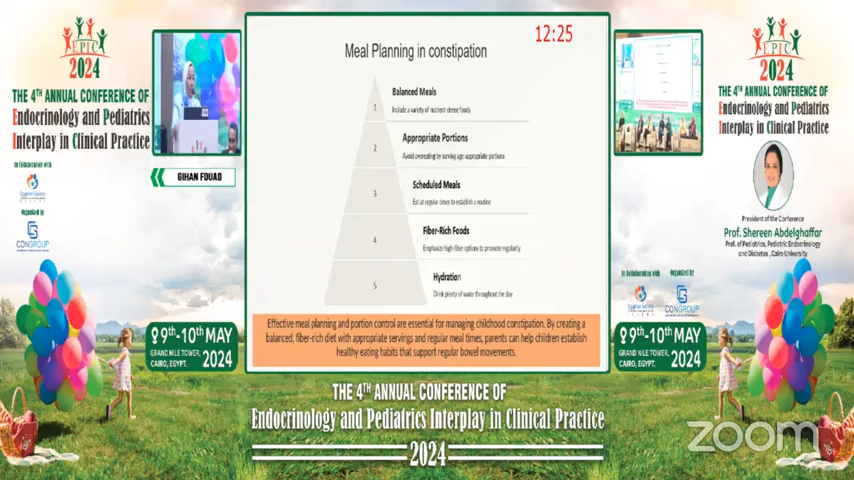 EPIC
2024
THE 4TH ANNUAL CONFERENCE OF
Endocrinology and Pediatrics
Interplay in Clinical Practice
In Collaboration with
Organized by
CONGROUP
9th-10th MAY
GRAND NILE TOWER,
CAIRO, EGYPT.
2024
GIHAN FOUAD
12:25
Meal Planning in constipation
1
Balanced Meals
Include a variety of nutrient-dense foods
2
Appropriate Portions
Avoid overeating by serving age-appropriate portions
3
Scheduled Meals
Eat at regular times to establish a routine
4
Fiber-Rich Foods
Emphasize high-fiber options to promote regularity
5
Hydration
Drink plenty of water throughout the day
Effective meal planning and portion control are essential for managing childhood constipation. By creating a
balanced, fiber-rich diet with appropriate servings and regular meal times, parents can help children establish
healthy eating habits that support regular bowel movements.
THE 4TH ANNUAL CONFERENCE OF
Endocrinology and Pediatrics Interplay in Clinical Practice
2024
EPIC
2024
THE 4TH ANNUAL CONFERENCE OF
Endocrinology and Pediatrics
Interplay in Clinical Practice
President of the Conference
Prof. Shereen Abdelghaffar
Prof. of Pediatrics, Pediatric Endocrinology
and Diabetes , Cairo University
In Collaboration with
Organized by
CONGROUP
9th-10th MAY
GRAND NILE TOWER,
CAIRO, EGYPT.
2024
zoom